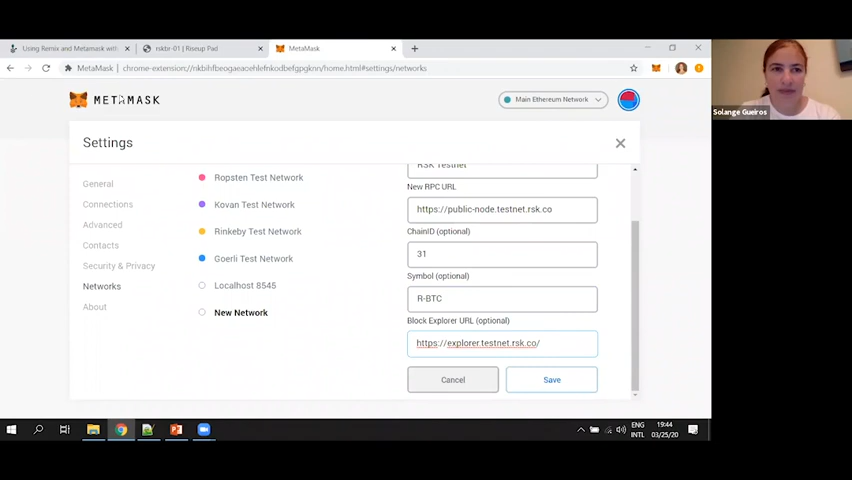 Using Remix and Metamask with
rskbr-01 | Riseup Pad
MetaMask
MetaMask | chrome-extension://nkbihfbeogaeaoehlefnkodbefgpgknn/home.html#settings/networks
METAMASK
Main Ethereum Network
Solange Gueiros
Settings
General
Connections
Advanced
Contacts
Security & Privacy
Networks
About
Ropsten Test Network
Kovan Test Network
Rinkeby Test Network
Goerli Test Network
Localhost 8545
New Network
RSK Testnet
New RPC URL
https://public-node.testnet.rsk.co
ChainID (optional)
31
Symbol (optional)
R-BTC
Block Explorer URL (optional)
https://explorer.testnet.rsk.co/
Cancel
Save
ENG
INTL
19:44
03/25/20